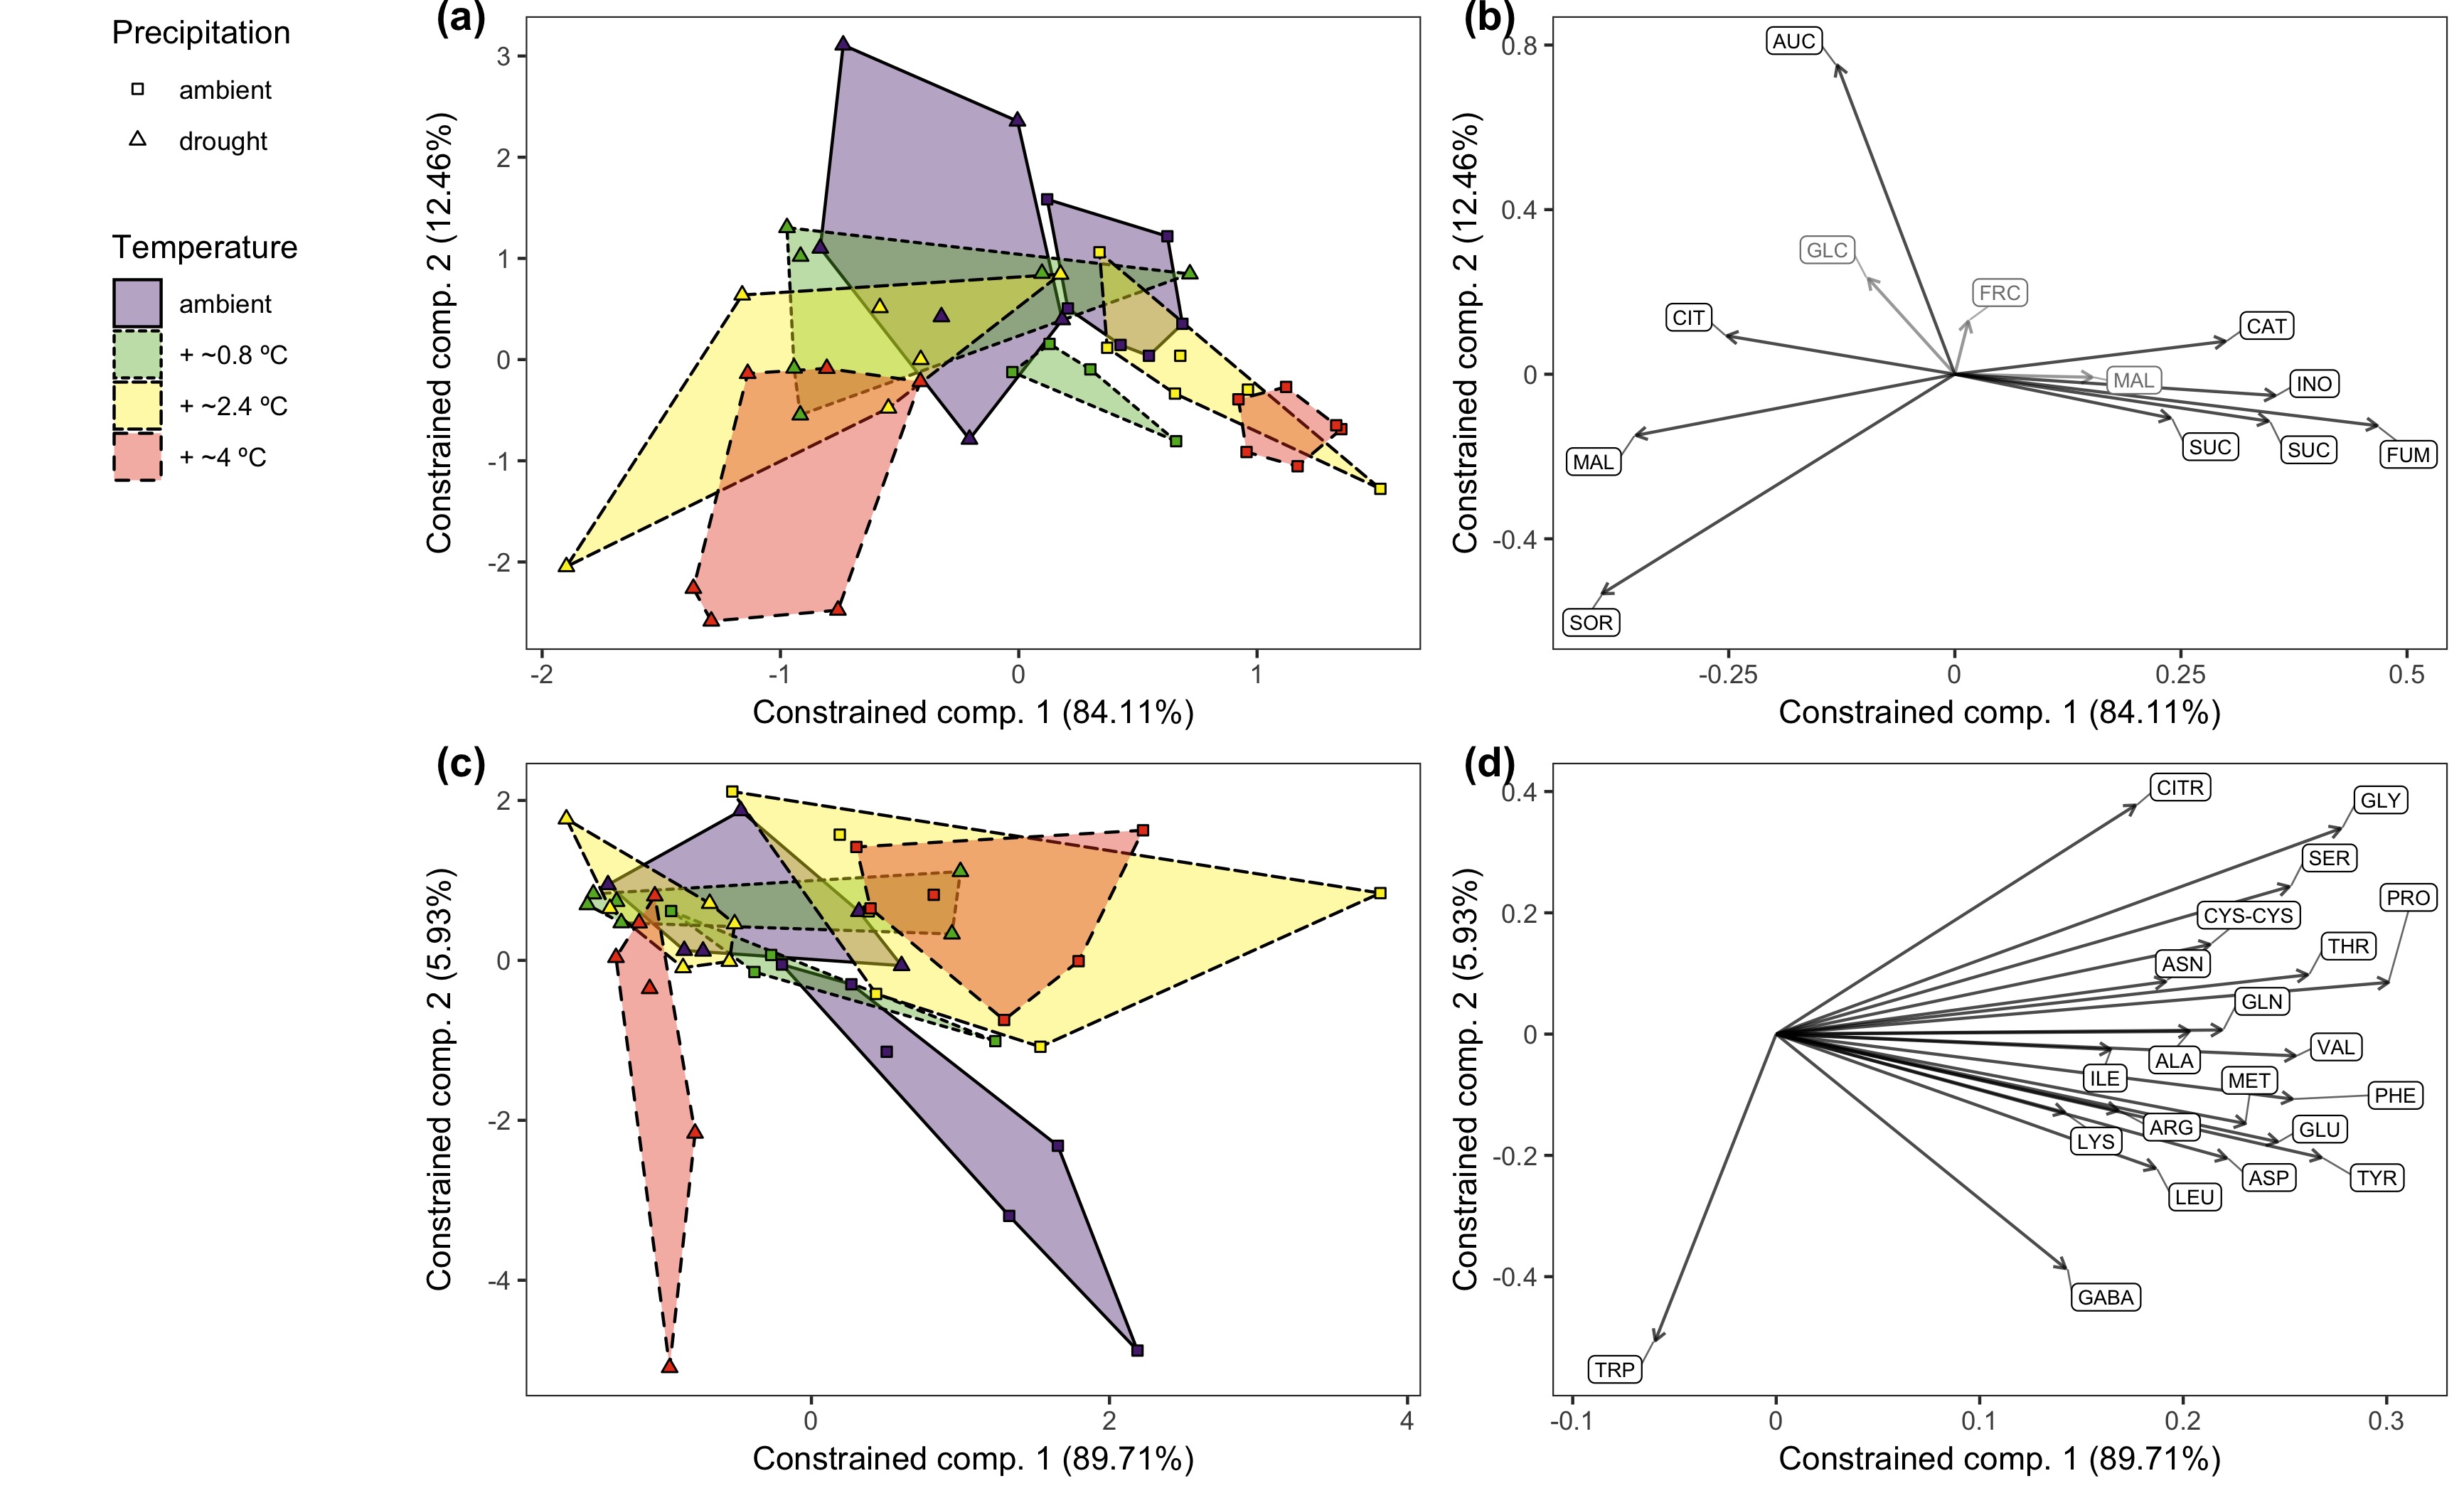 Precipitation
ambient
drought
Temperature
ambient
+ ~0.8 ºC
+ ~2.4 ºC
+ ~4 ºC
(a)
Constrained comp. 2 (12.46%)
3
2
1
0
-1
-2
-2
-1
0
1
Constrained comp. 1 (84.11%)
(b)
Constrained comp. 2 (12.46%)
0.8
0.4
0
-0.4
AUC
GLC
FRC
CIT
CAT
MAL
INO
MAL
SUC
SUC
FUM
SOR
-0.25
0
0.25
0.5
Constrained comp. 1 (84.11%)
(c)
Constrained comp. 2 (5.93%)
2
0
-2
-4
0
2
4
Constrained comp. 1 (89.71%)
(d)
Constrained comp. 2 (5.93%)
0.4
0.2
0
-0.2
-0.4
CITR
GLY
SER
PRO
CYS-CYS
THR
ASN
GLN
VAL
ALA
ILE
MET
PHE
ARG
GLU
LYS
ASP
TYR
LEU
GABA
TRP
-0.1
0
0.1
0.2
0.3
Constrained comp. 1 (89.71%)